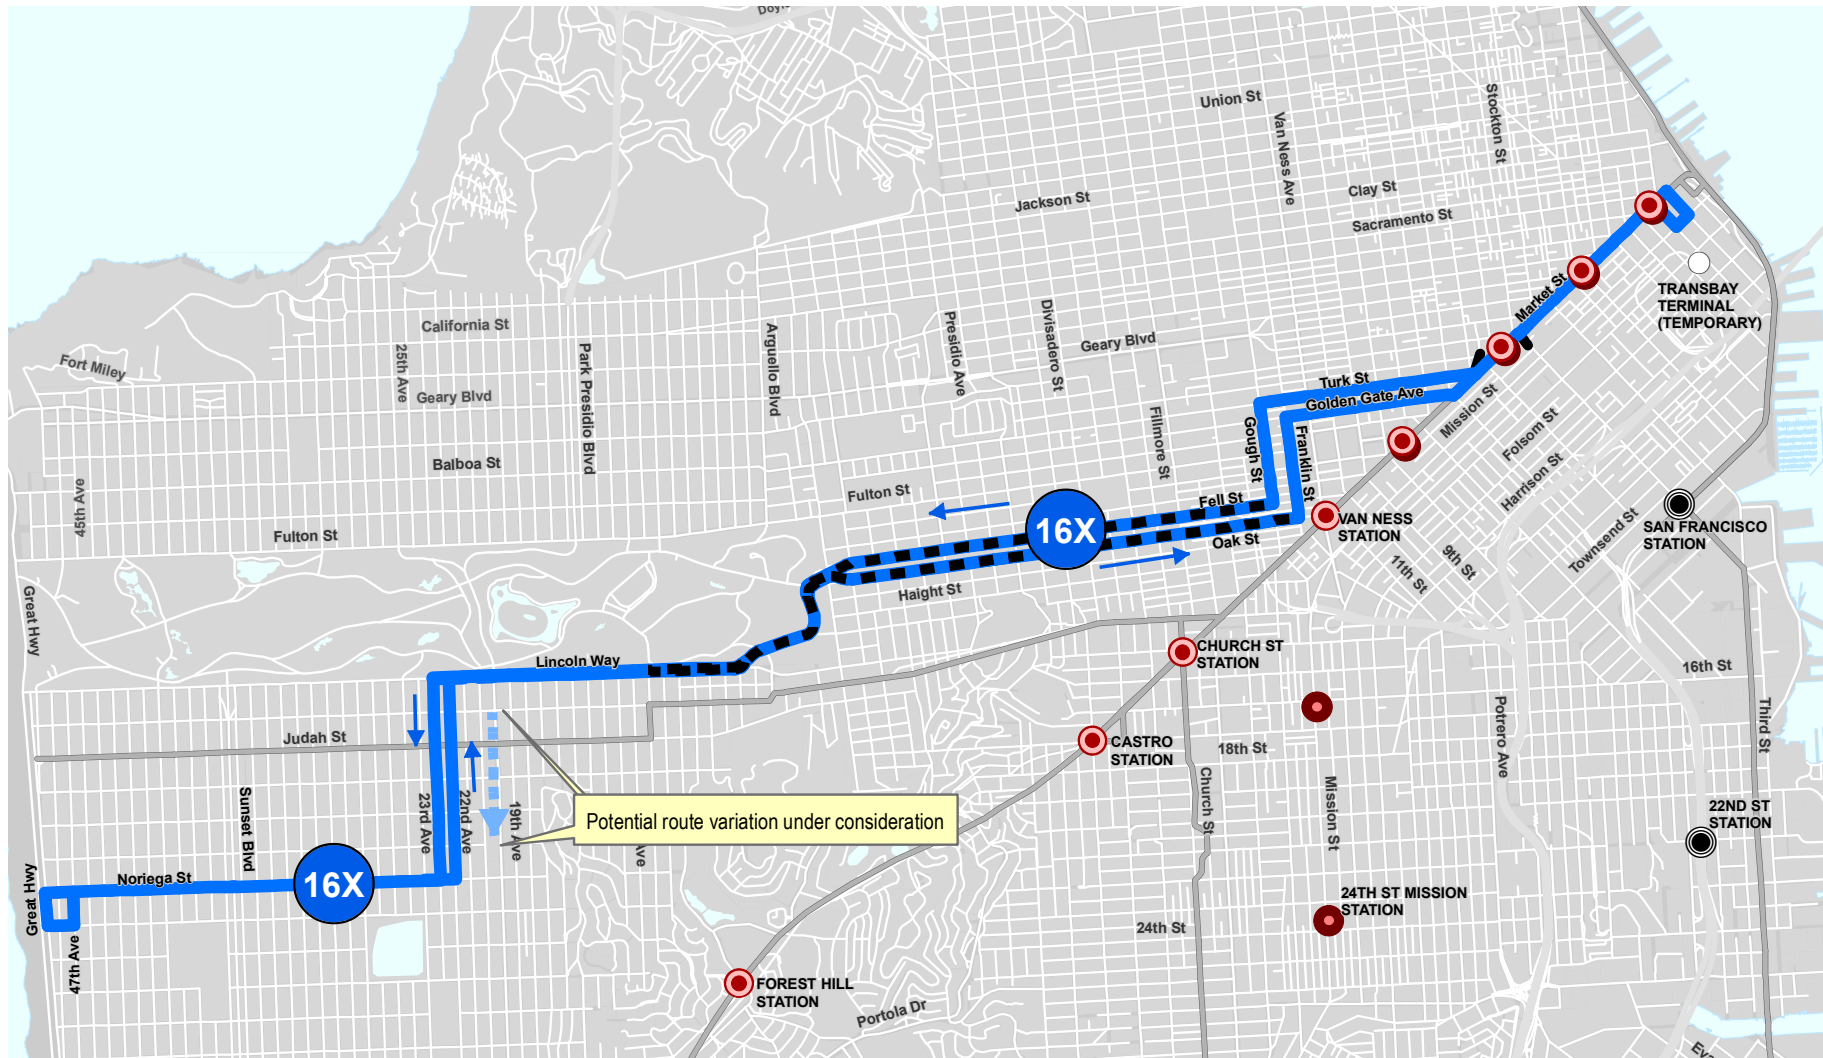 Doyl
Union St
Stockton St
Van Ness Ave
Clay St
Jackson St
Sacramento St
TRANSBAY
TERMINAL
(TEMPORARY)
Market St
California St
Fort Miley
25th Ave
Park Presidio Blvd
Arguello Blvd
Presidio Ave
Divisadero St
Geary Blvd
Geary Blvd
Turk St
Golden Gate Ave
Mission St
Folsom St
Harrison St
Townsend St
Fillmore St
Gough St
Franklin St
Balboa St
45th Ave
Fulton St
Fulton St
Fell St
16X
Oak St
VAN NESS
STATION
SAN FRANCISCO
STATION
9th St
11th St
Haight St
Great Hwy
Lincoln Way
CHURCH ST
STATION
16th St
Judah St
CASTRO
STATION
18th St
Potrero Ave
Third St
Sunset Blvd
23rd Ave
22nd Ave
19th Ave
Ave
Potential route variation under consideration
Church St
Mission St
22ND ST
STATION
Noriega St
16X
Great Hwy
47th Ave
24TH ST MISSION
STATION
24th St
FOREST HILL
STATION
Portola Dr
Eva